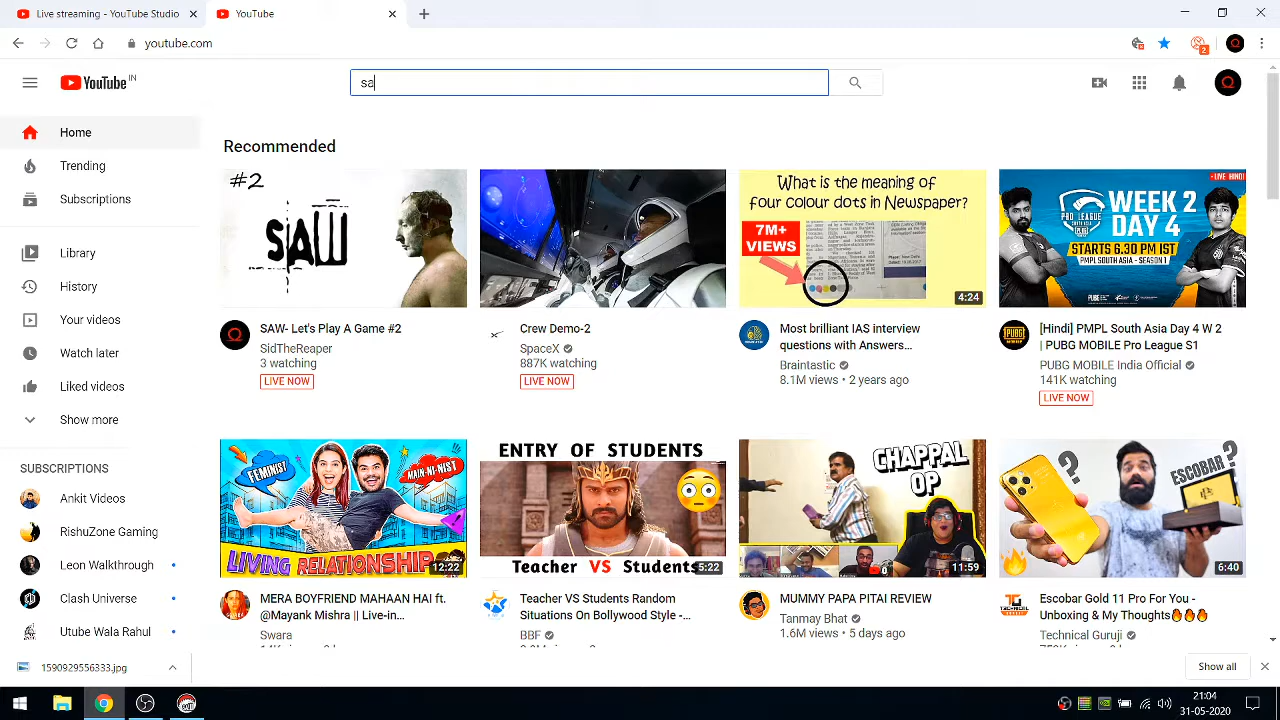 Live streaming - YouTube Studio
YouTube
youtube.com
2
YouTube IN
sa
Home
Trending
Subscriptions
Library
History
Your videos
Watch later
Liked videos
Show more
SUBSCRIPTIONS
Ankit Videos
RishuZone Gaming
Leon Walkthrough
Clash Universe
Utube Wala Rahul
Recommended
#2
SAW
SAW- Let's Play A Game #2
SidTheReaper
3 watching
LIVE NOW
Crew Demo-2
SpaceX
887K watching
LIVE NOW
What is the meaning of
four colour dots in Newspaper?
7M+
VIEWS
4:24
Most brilliant IAS interview
questions with Answers...
Braintastic
8.1M views • 2 years ago
LIVE HINDI
PRO LEAGUE
WEEK 2
DAY 4
STARTS 6.30 PM IST
PMPL SOUTH ASIA - SEASON 1
[Hindi] PMPL South Asia Day 4 W 2
| PUBG MOBILE Pro League S1
PUBG MOBILE India Official
141K watching
LIVE NOW
FEMINIST
MAIN-NI-NIST
LIVING RELATIONSHIP
12:22
MERA BOYFRIEND MAHAAN HAI ft.
@Mayank Mishra || Live-in...
Swara
ENTRY OF STUDENTS
Teacher VS Students
5:22
Teacher VS Students Random
Situations On Bollywood Style -...
BBF
CHAPPAL
OP
11:59
MUMMY PAPA PITAI REVIEW
Tanmay Bhat
1.6M views • 5 days ago
? ESCOBAR ?
6:40
Escobar Gold 11 Pro For You -
Unboxing & My Thoughts🔥🔥🔥
Technical Guruji
1590929556333.jpg
Show all
21:04
31-05-2020